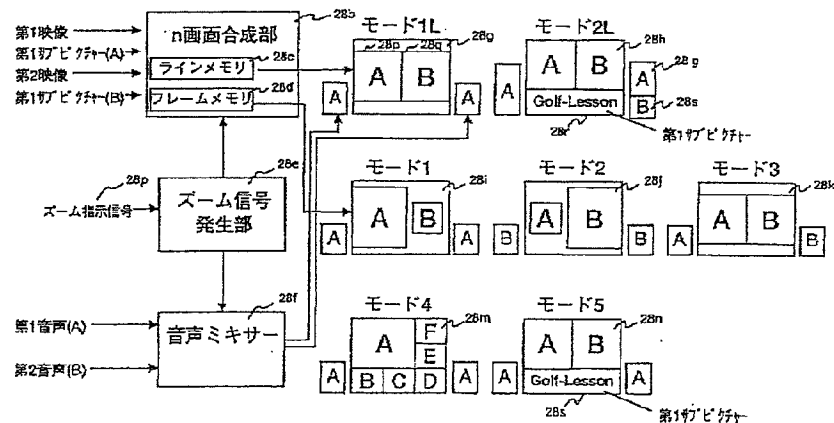 第1映像
第1サブピクチャー(A)
第2映像
第1サブピクチャー(B)
28b
n画面合成部
ラインメモリ
28c
フレームメモリ
28d
モード1L
28p
28q
28g
A B
A
A
モード2L
28h
A B
A
A
28g
B
28s
Golf-Lesson
28r
第1サブピクチャー
28p
ズーム指示信号
28e
ズーム信号
発生部
モード1
28i
A B
A
A
モード2
28j
A B
B
B
モード3
28k
A B
A
B
28f
音声ミキサー
第1音声(A)
第2音声(B)
モード4
28m
A F
E
B C D
A
A
モード5
28n
A B
A
A
Golf-Lesson
28s
第1サブピクチャー